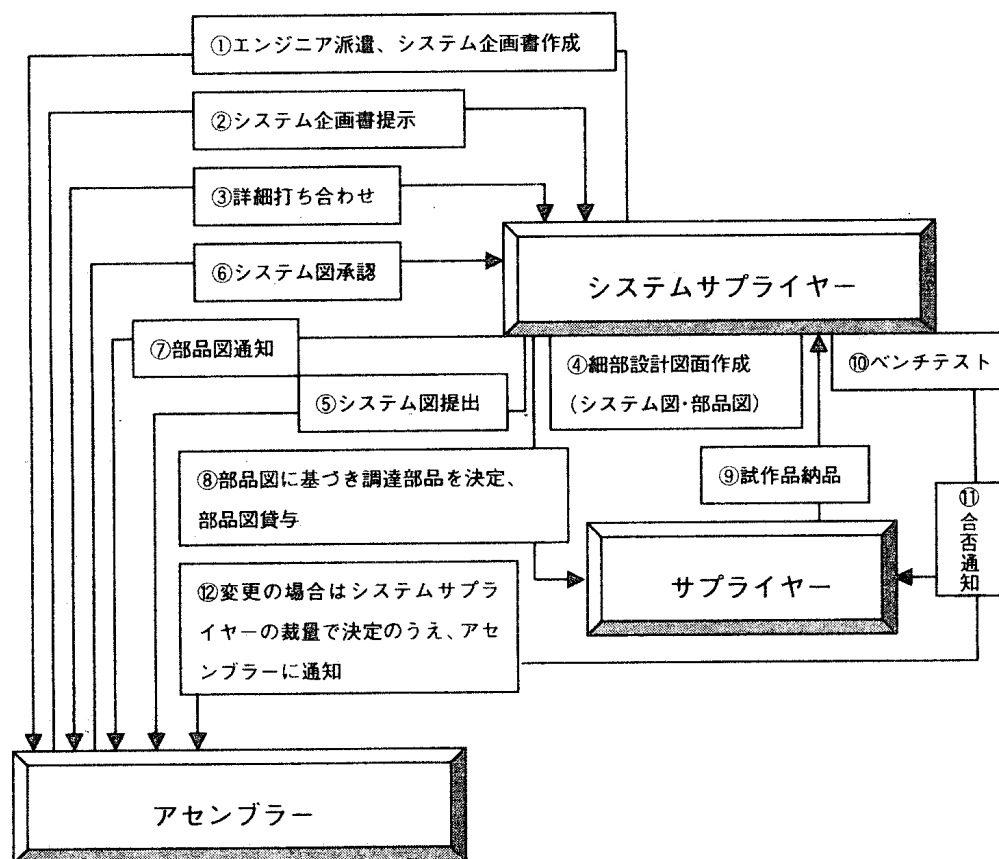 ①エンジニア派遣、システム企画書作成
②システム企画書提示
③詳細打ち合わせ
⑥システム図承認
システムサプライヤー
⑦部品図通知
④細部設計図面作成
(システム図・部品図)
⑩ベンチテスト
⑤システム図提出
⑧部品図に基づき調達部品を決定、
部品図貸与
⑨試作品納品
⑪合否通知
サプライヤー
⑫変更の場合はシステムサプラ
イヤーの裁量で決定のうえ、アセ
ンブラーに通知
アセンブラー